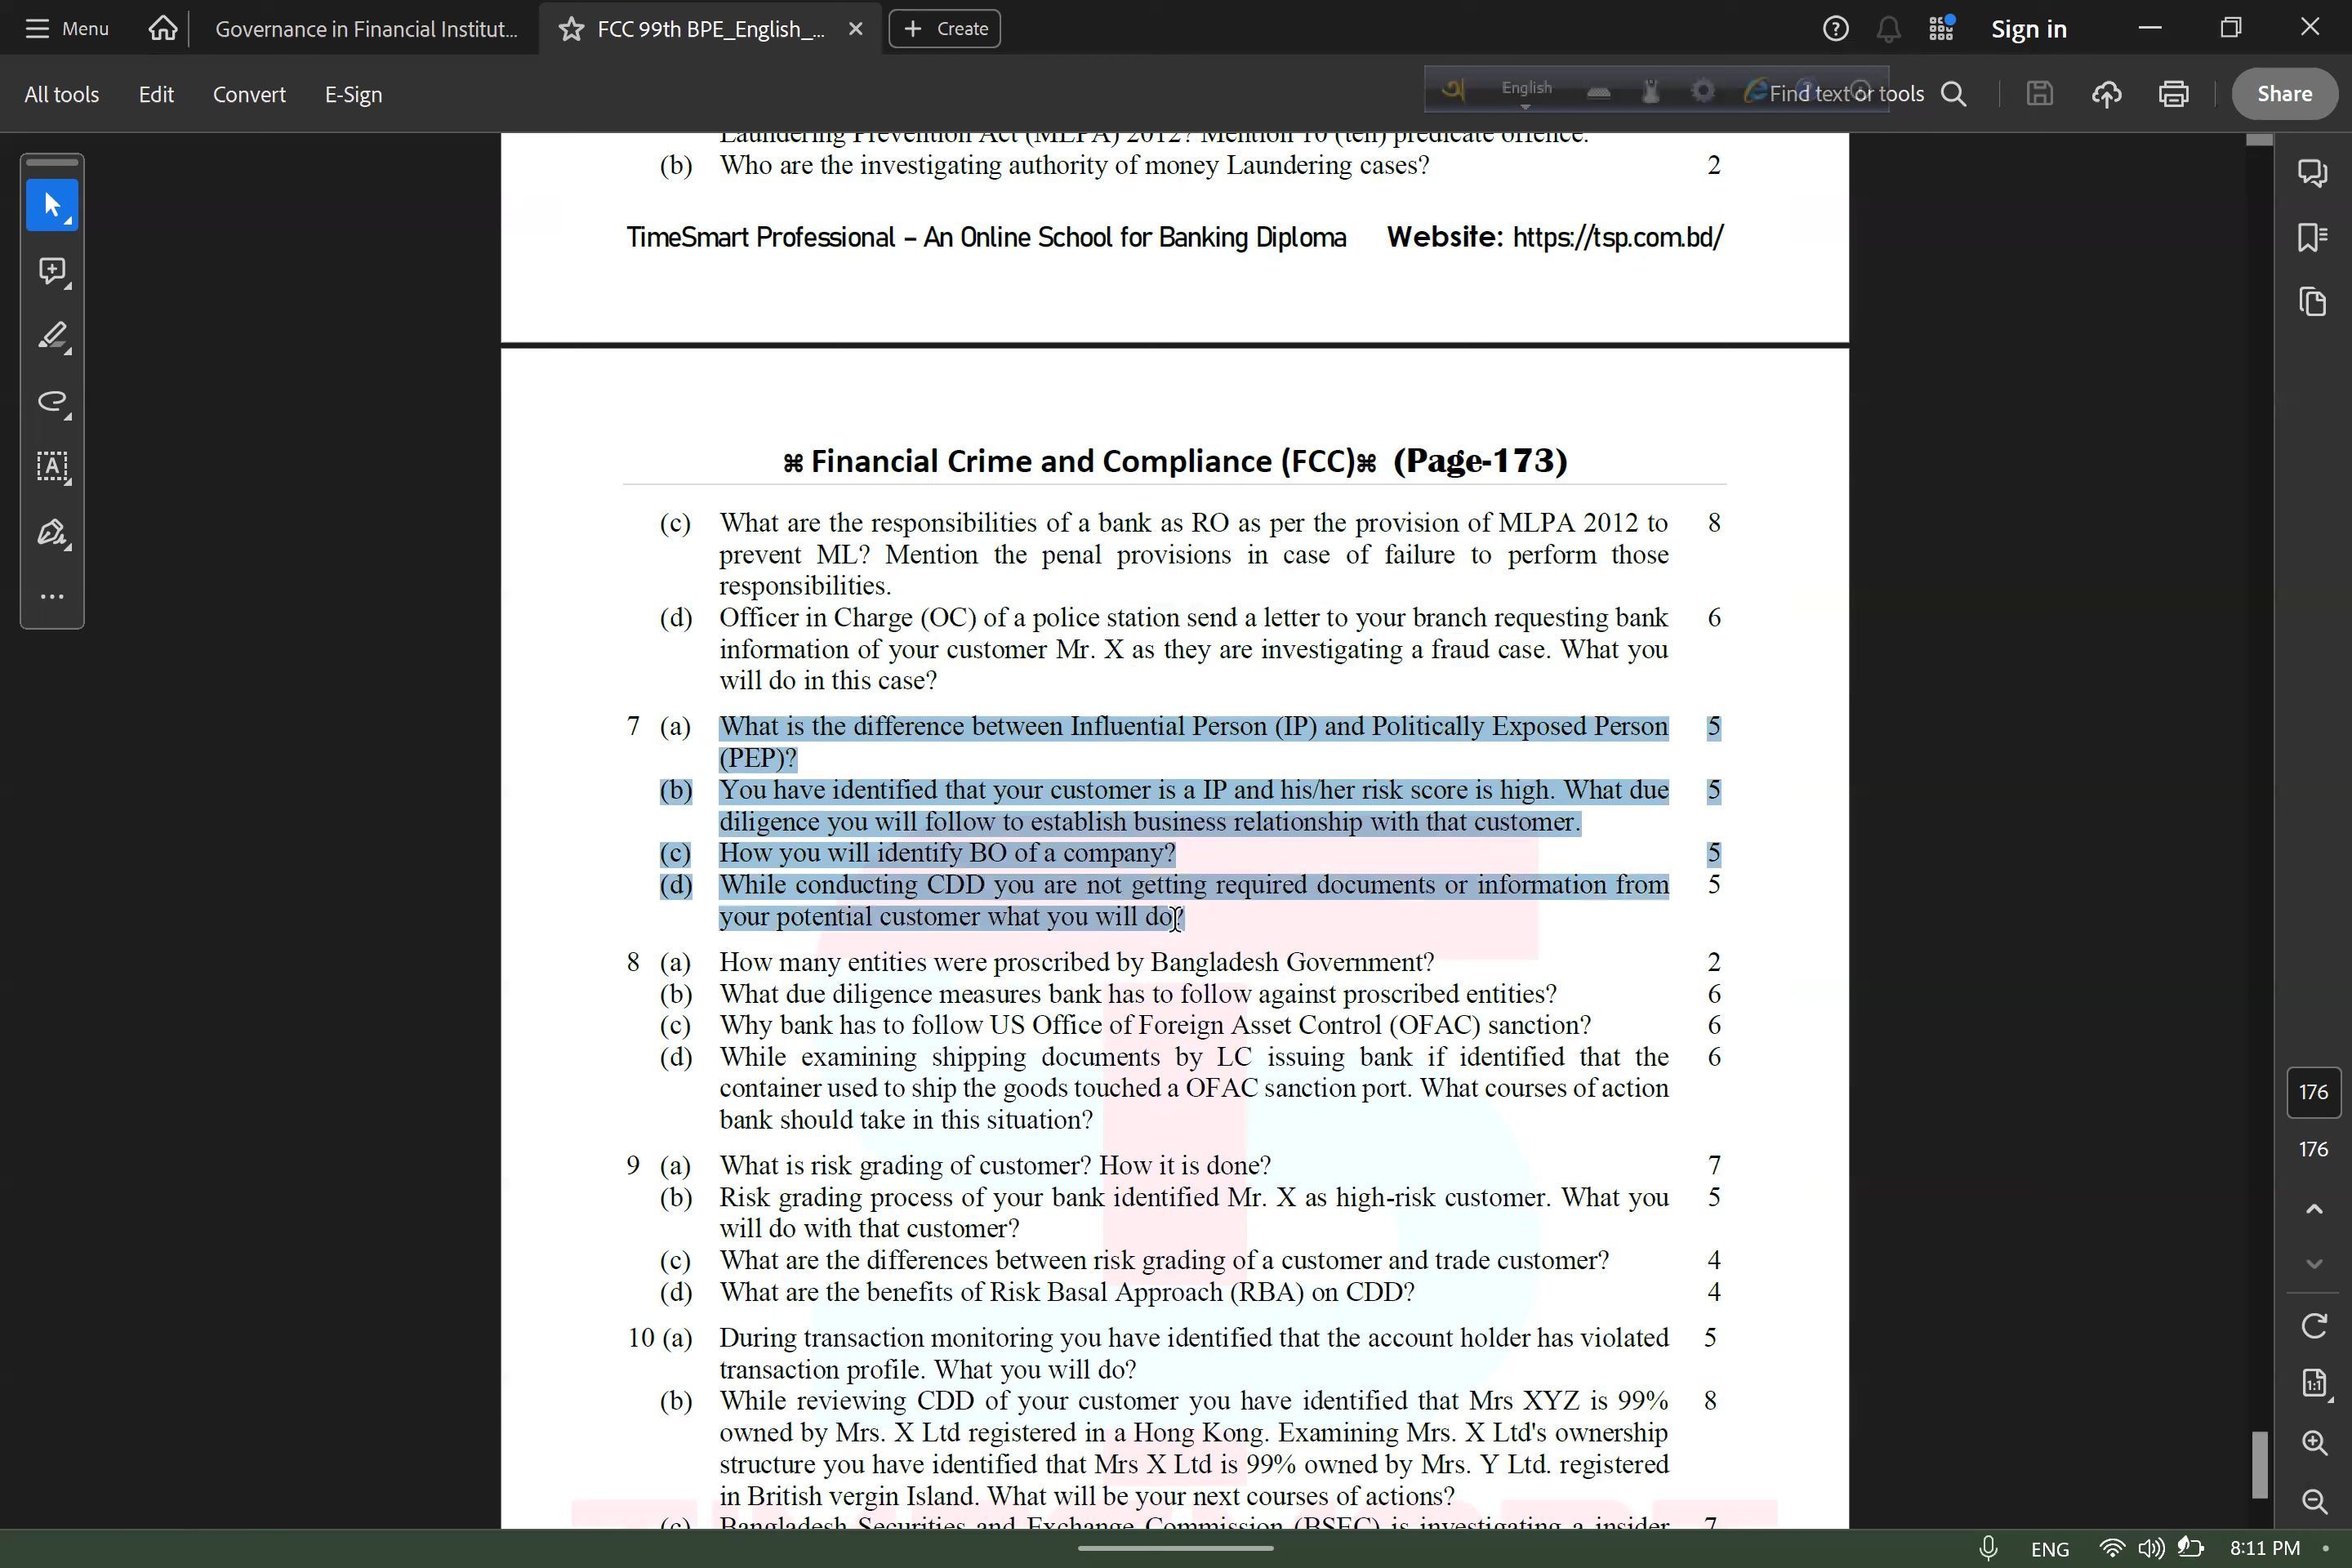 Menu
Governance in Financial Institut...
FCC 99th BPE_English_...
Create
Sign in
All tools
Edit
Convert
E-Sign
English
Find text or tools
Share
Laundering Prevention Act (MLPA) 2012? Mention 10 (ten) predicate offence.
(b) Who are the investigating authority of money Laundering cases? 2
TimeSmart Professional – An Online School for Banking Diploma Website: https://tsp.com.bd/
⌘ Financial Crime and Compliance (FCC)⌘ (Page-173)
(c) What are the responsibilities of a bank as RO as per the provision of MLPA 2012 to 8
prevent ML? Mention the penal provisions in case of failure to perform those
responsibilities.
(d) Officer in Charge (OC) of a police station send a letter to your branch requesting bank 6
information of your customer Mr. X as they are investigating a fraud case. What you
will do in this case?
7 (a) What is the difference between Influential Person (IP) and Politically Exposed Person 5
(PEP)?
(b) You have identified that your customer is a IP and his/her risk score is high. What due 5
diligence you will follow to establish business relationship with that customer.
(c) How you will identify BO of a company? 5
(d) While conducting CDD you are not getting required documents or information from 5
your potential customer what you will do?
8 (a) How many entities were proscribed by Bangladesh Government? 2
(b) What due diligence measures bank has to follow against proscribed entities? 6
(c) Why bank has to follow US Office of Foreign Asset Control (OFAC) sanction? 6
(d) While examining shipping documents by LC issuing bank if identified that the 6
container used to ship the goods touched a OFAC sanction port. What courses of action
bank should take in this situation?
9 (a) What is risk grading of customer? How it is done? 7
(b) Risk grading process of your bank identified Mr. X as high-risk customer. What you 5
will do with that customer?
(c) What are the differences between risk grading of a customer and trade customer? 4
(d) What are the benefits of Risk Basal Approach (RBA) on CDD? 4
10 (a) During transaction monitoring you have identified that the account holder has violated 5
transaction profile. What you will do?
(b) While reviewing CDD of your customer you have identified that Mrs XYZ is 99% 8
owned by Mrs. X Ltd registered in a Hong Kong. Examining Mrs. X Ltd's ownership
structure you have identified that Mrs X Ltd is 99% owned by Mrs. Y Ltd. registered
in British vergin Island. What will be your next courses of actions?
(c) Bangladesh Securities and Exchange Commission (BSEC) is investigating a insider 7
176
176
ENG
8:11 PM